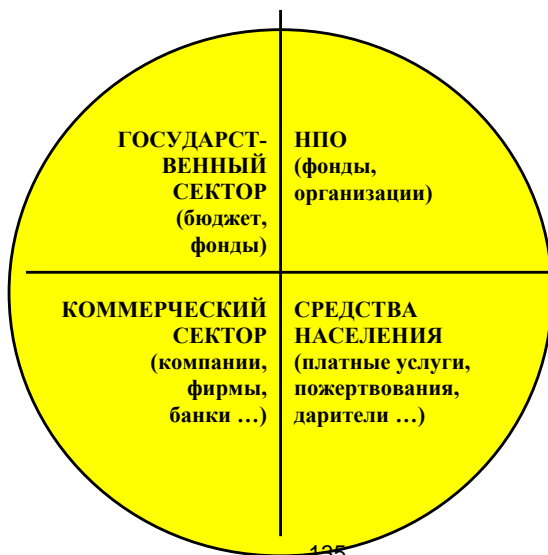 ГОСУДАРСТ-
ВЕННЫЙ
СЕКТОР
(бюджет,
фонды)
НПО
(фонды,
организации)
КОММЕРЧЕСКИЙ
СЕКТОР
(компании,
фирмы,
банки ...)
СРЕДСТВА
НАСЕЛЕНИЯ
(платные услуги,
пожертвования,
дарители ...)
135